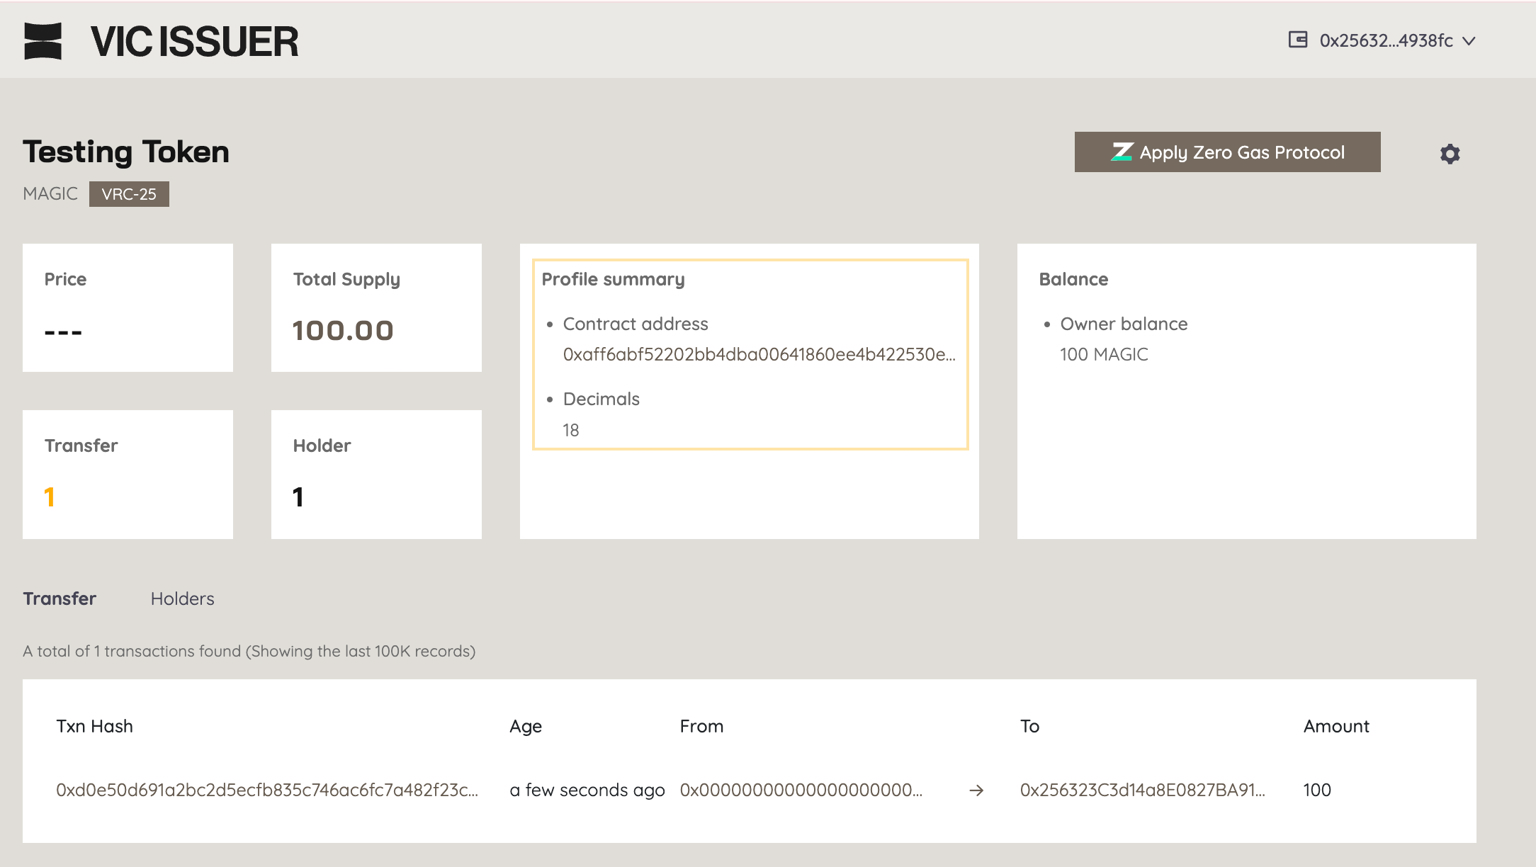 VIC ISSUER
0x25632...4938fc
Testing Token
Apply Zero Gas Protocol
MAGIC VRC-25
Price
---
Total Supply
100.00
Profile summary
• Contract address
0xaff6abf52202bb4dba00641860ee4b422530e...
• Decimals
18
Balance
• Owner balance
100 MAGIC
Transfer
1
Holder
1
Transfer Holders
A total of 1 transactions found (Showing the last 100K records)
Txn Hash Age From To Amount
0xd0e50d691a2bc2d5ecfb835c746ac6fc7a482f23c... a few seconds ago 0x00000000000000000000... → 0x256323C3d14a8E0827BA91... 100